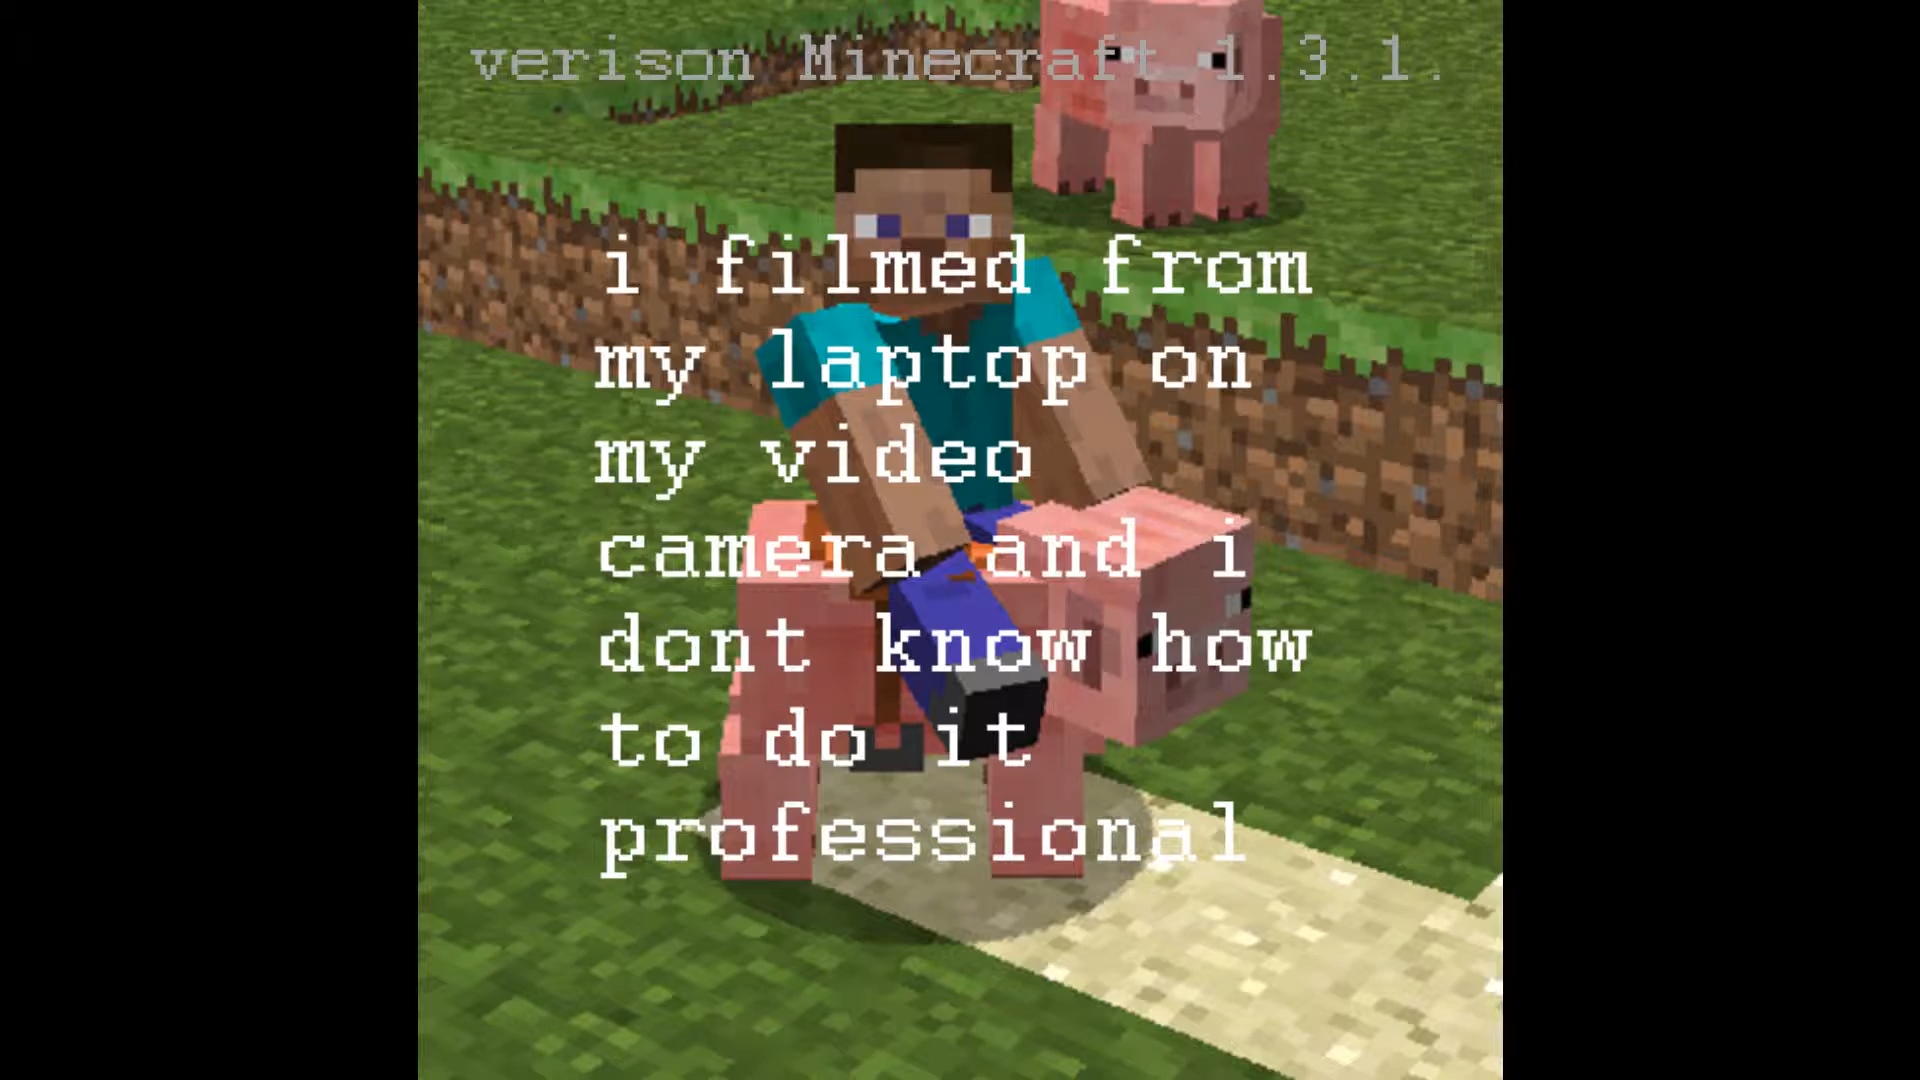 verison Minecraft 1.3.1.
i filmed from
my laptop on
my video
camera and i
dont know how
to do it
professional